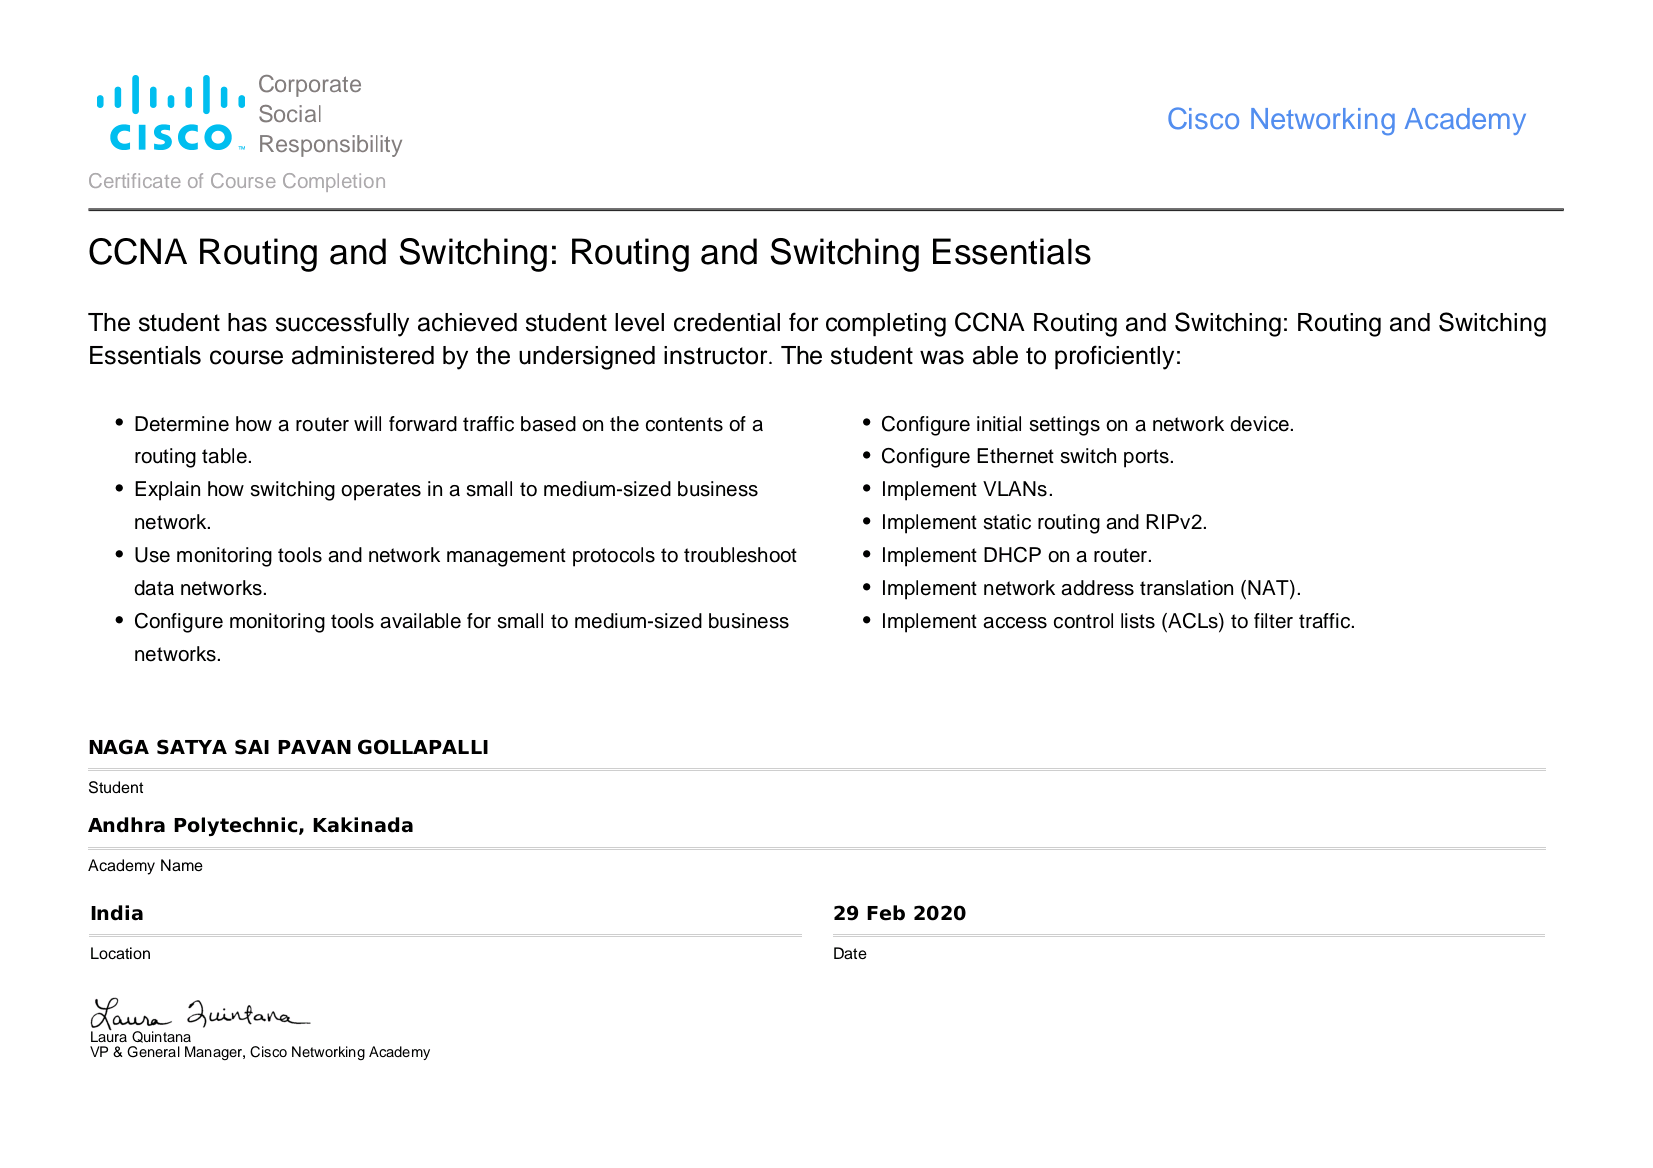 CISCO™
Corporate
Social
Responsibility
Cisco Networking Academy
Certificate of Course Completion
CCNA Routing and Switching: Routing and Switching Essentials
The student has successfully achieved student level credential for completing CCNA Routing and Switching: Routing and Switching
Essentials course administered by the undersigned instructor. The student was able to proficiently:
• Determine how a router will forward traffic based on the contents of a
routing table.
• Explain how switching operates in a small to medium-sized business
network.
• Use monitoring tools and network management protocols to troubleshoot
data networks.
• Configure monitoring tools available for small to medium-sized business
networks.
• Configure initial settings on a network device.
• Configure Ethernet switch ports.
• Implement VLANs.
• Implement static routing and RIPv2.
• Implement DHCP on a router.
• Implement network address translation (NAT).
• Implement access control lists (ACLs) to filter traffic.
NAGA SATYA SAI PAVAN GOLLAPALLI
Student
Andhra Polytechnic, Kakinada
Academy Name
India
Location
29 Feb 2020
Date
Laura Quintana
Laura Quintana
VP & General Manager, Cisco Networking Academy